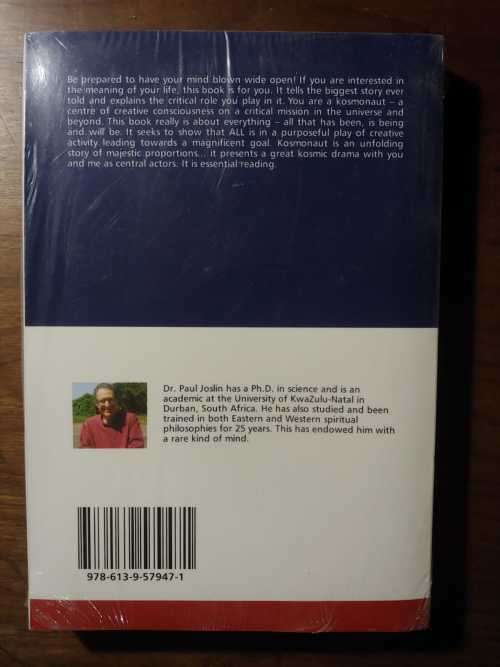 Be prepared to have your mind blown wide open! If you are interested in
the meaning of your life, this book is for you. It tells the biggest story ever
told and explains the critical role you play in it. You are a kosmonaut – a
centre of creative consciousness on a critical mission in the universe and
beyond. This book really is about everything – all that has been, is being
and will be. It seeks to show that ALL is in a purposeful play of creative
activity leading towards a magnificent goal. Kosmonaut is an unfolding
story of majestic proportions... it presents a great kosmic drama with you
and me as central actors. It is essential reading.
Dr. Paul Joslin has a Ph.D. in science and is an
academic at the University of KwaZulu-Natal in
Durban, South Africa. He has also studied and been
trained in both Eastern and Western spiritual
philosophies for 25 years. This has endowed him with
a rare kind of mind.
978-613-9-57947-1